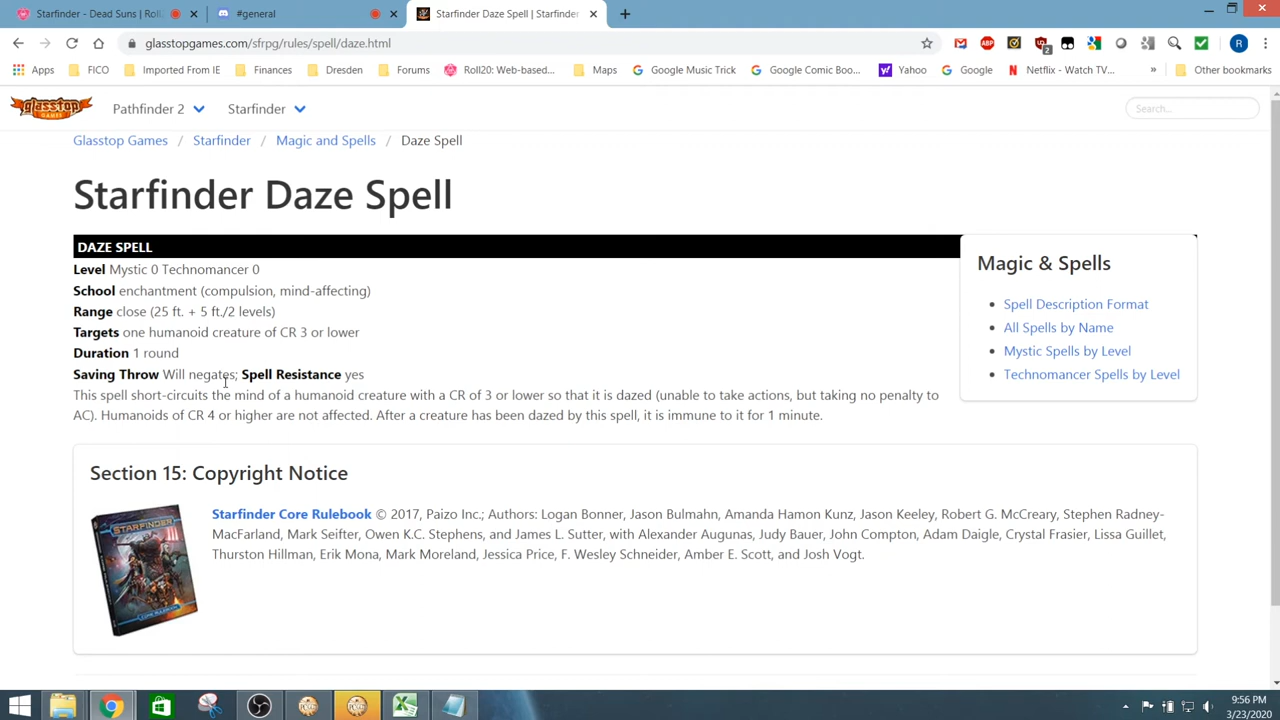 Starfinder - Dead Suns | Roll
#general
Starfinder Daze Spell | Starfinder
glasstopgames.com/sfrpg/rules/spell/daze.html
ABP
2
R
Apps
FICO
Imported From IE
Finances
Dresden
Forums
Roll20: Web-based...
Maps
Google Music Trick
Google Comic Boo...
Yahoo
Google
Netflix - Watch TV...
»
Other bookmarks
glasstop
GAMES
Pathfinder 2
Starfinder
Search...
Glasstop Games / Starfinder / Magic and Spells / Daze Spell
Starfinder Daze Spell
DAZE SPELL
Level Mystic 0 Technomancer 0
School enchantment (compulsion, mind-affecting)
Range close (25 ft. + 5 ft./2 levels)
Targets one humanoid creature of CR 3 or lower
Duration 1 round
Saving Throw Will negates; Spell Resistance yes
This spell short-circuits the mind of a humanoid creature with a CR of 3 or lower so that it is dazed (unable to take actions, but taking no penalty to
AC). Humanoids of CR 4 or higher are not affected. After a creature has been dazed by this spell, it is immune to it for 1 minute.
Magic & Spells
• Spell Description Format
• All Spells by Name
• Mystic Spells by Level
• Technomancer Spells by Level
Section 15: Copyright Notice
STARFINDER
CORE RULEBOOK
Starfinder Core Rulebook © 2017, Paizo Inc.; Authors: Logan Bonner, Jason Bulmahn, Amanda Hamon Kunz, Jason Keeley, Robert G. McCreary, Stephen Radney-
MacFarland, Mark Seifter, Owen K.C. Stephens, and James L. Sutter, with Alexander Augunas, Judy Bauer, John Compton, Adam Daigle, Crystal Frasier, Lissa Guillet,
Thurston Hillman, Erik Mona, Mark Moreland, Jessica Price, F. Wesley Schneider, Amber E. Scott, and Josh Vogt.
9:56 PM
3/23/2020